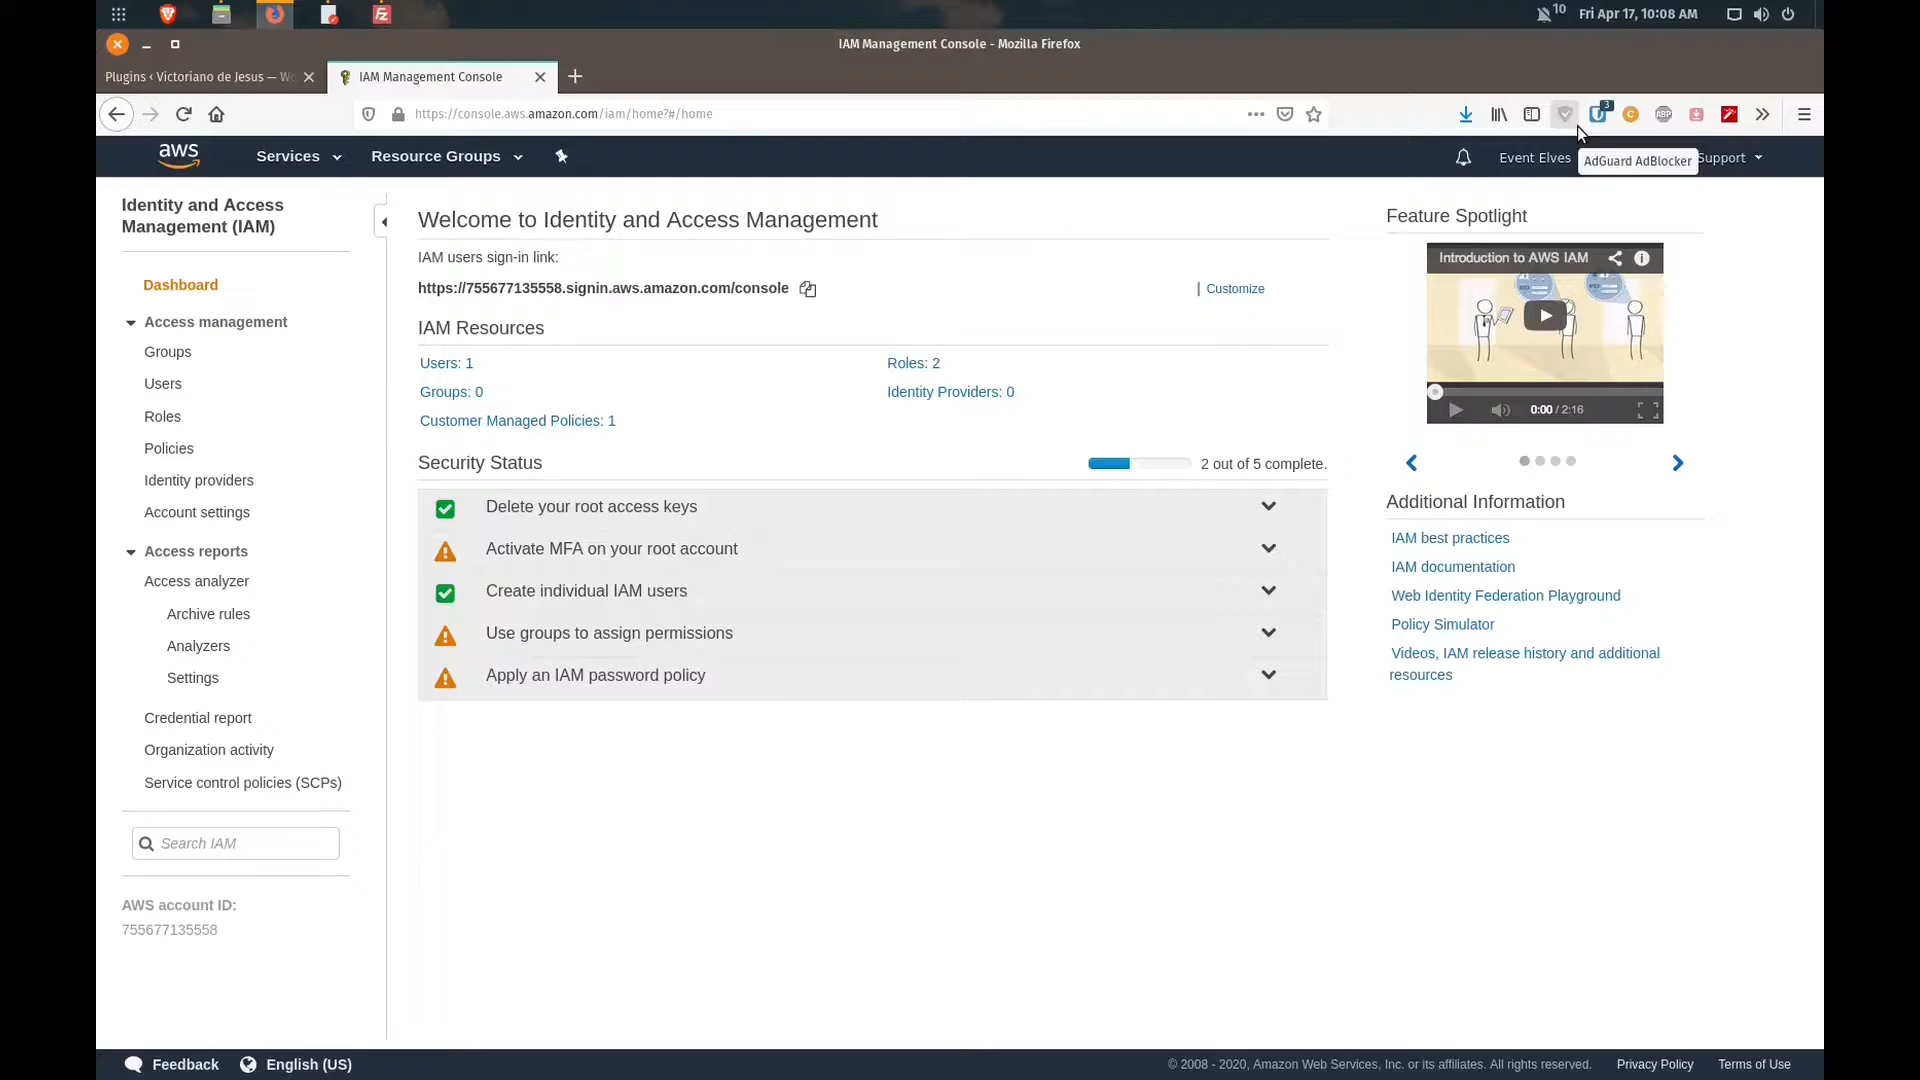 10
Fri Apr 17, 10:08 AM
IAM Management Console - Mozilla Firefox
Plugins ‹ Victoriano de Jesus — Wo
IAM Management Console
https://console.aws.amazon.com/iam/home?#/home
3
ABP
aws
Services
Resource Groups
Event Elves
AdGuard AdBlocker
Support
Identity and Access
Management (IAM)
Dashboard
Access management
Groups
Users
Roles
Policies
Identity providers
Account settings
Access reports
Access analyzer
Archive rules
Analyzers
Settings
Credential report
Organization activity
Service control policies (SCPs)
Search IAM
AWS account ID:
755677135558
Welcome to Identity and Access Management
IAM users sign-in link:
https://755677135558.signin.aws.amazon.com/console
| Customize
IAM Resources
Users: 1
Roles: 2
Groups: 0
Identity Providers: 0
Customer Managed Policies: 1
Security Status
2 out of 5 complete.
Delete your root access keys
Activate MFA on your root account
Create individual IAM users
Use groups to assign permissions
Apply an IAM password policy
Feature Spotlight
Introduction to AWS IAM
0:00 / 2:16
Additional Information
IAM best practices
IAM documentation
Web Identity Federation Playground
Policy Simulator
Videos, IAM release history and additional
resources
Feedback
English (US)
© 2008 - 2020, Amazon Web Services, Inc. or its affiliates. All rights reserved.
Privacy Policy
Terms of Use